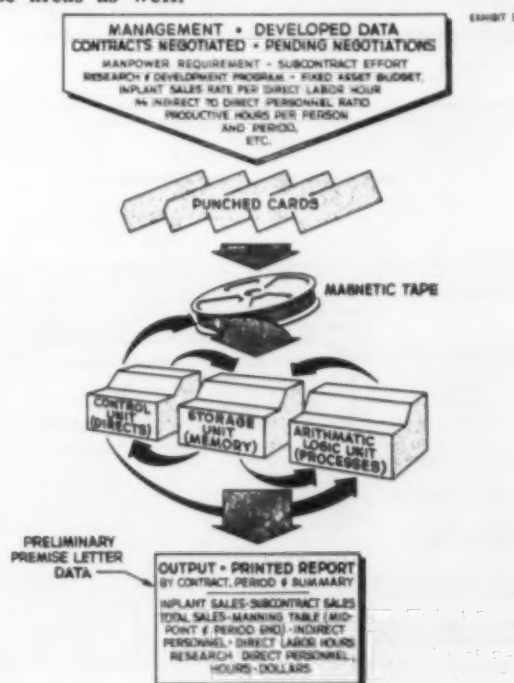 EXHIBIT
MANAGEMENT • DEVELOPED DATA
CONTRACTS NEGOTIATED • PENDING NEGOTIATIONS
MANPOWER REQUIREMENT - SUBCONTRACT EFFORT
RESEARCH & DEVELOPMENT PROGRAM - FIXED ASSET BUDGET,
INPLANT SALES RATE PER DIRECT LABOR HOUR
INDIRECT TO DIRECT PERSONNEL RATIO
PRODUCTIVE HOURS PER PERSON
AND PERIOD,
ETC.
PUNCHED CARDS
MAGNETIC TAPE
CONTROL
UNIT
(DIRECTS)
STORAGE
UNIT
(MEMORY)
ARITHMATIC
LOGIC UNIT
(PROCESSES)
PRELIMINARY
PREMISE LETTER
DATA
OUTPUT • PRINTED REPORT
BY CONTRACT, PERIOD & SUMMARY
INPLANT SALES-SUBCONTRACT SALES
TOTAL SALES-MANNING TABLE (MID-
POINT & PERIOD END)-INDIRECT
PERSONNEL-DIRECT LABOR HOURS
RESEARCH DIRECT PERSONNEL,
HOURS-DOLLARS